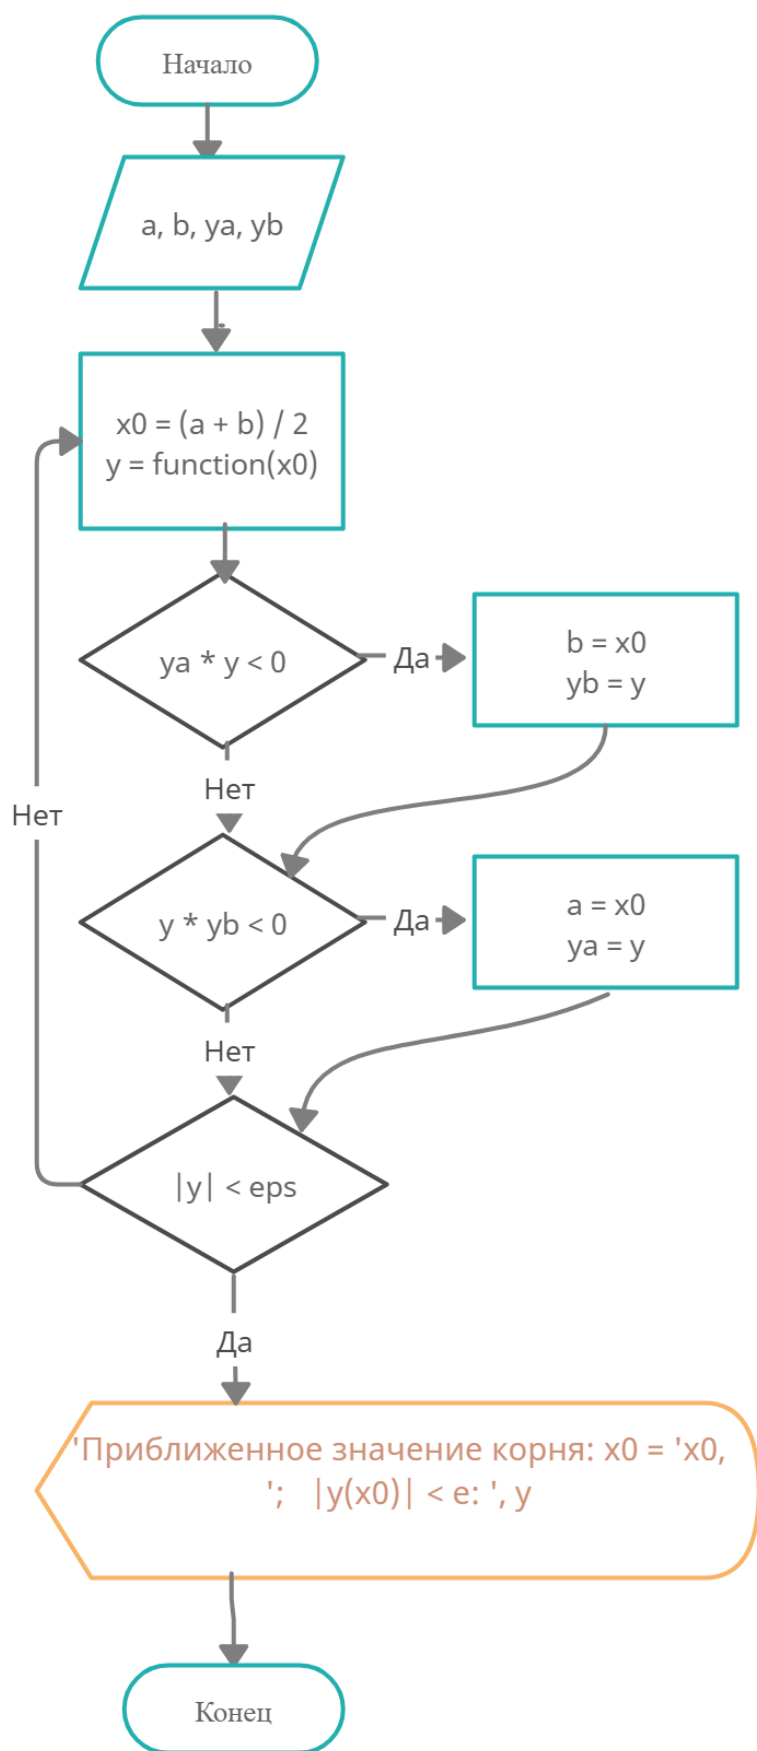 Начало
a, b, ya, yb
x0 = (a + b) / 2
y = function(x0)
ya * y < 0
Да
b = x0
yb = y
Нет
Нет
y * yb < 0
Да
a = x0
ya = y
Нет
|y| < eps
Да
'Приближенное значение корня: x0 = 'x0,
';   |y(x0)| < e: ', y
Конец